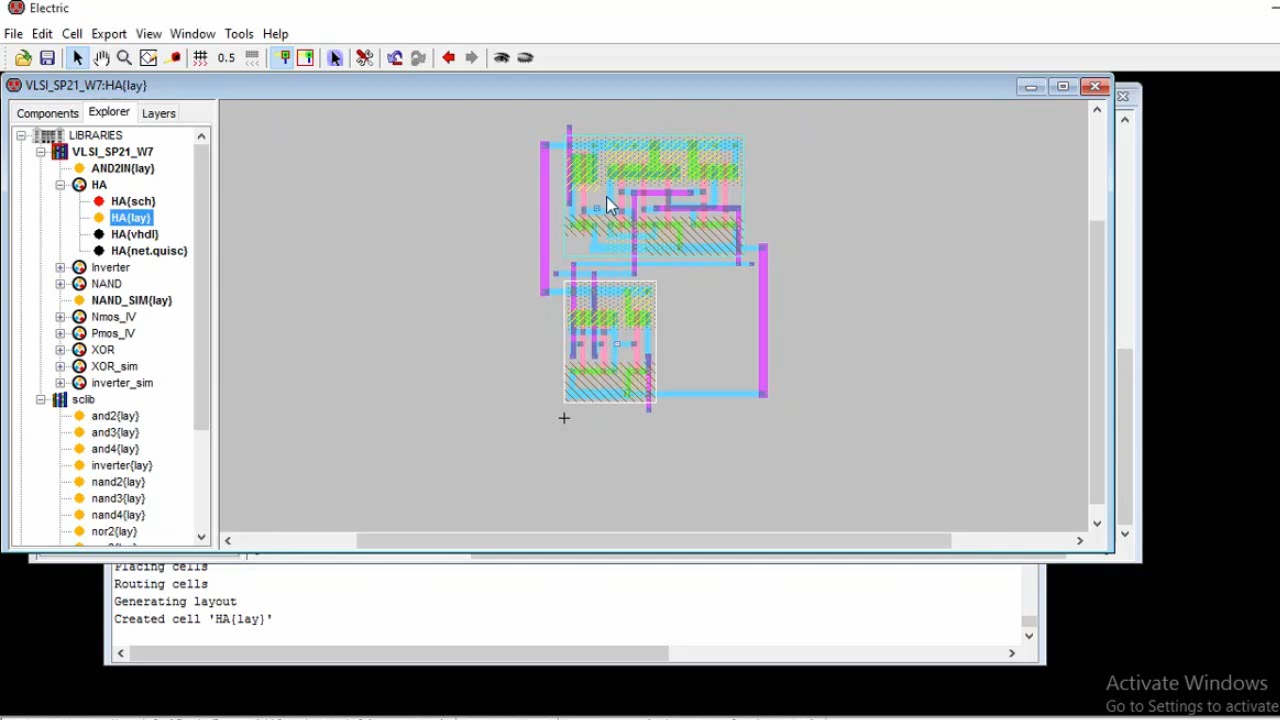 Electric
File Edit Cell Export View Window Tools Help
0.5
VLSI_SP21_W7:HA{lay}
Components Explorer Layers
LIBRARIES
VLSI_SP21_W7
AND2IN{lay}
HA
HA{sch}
HA{lay}
HA{vhdl}
HA{net.quisc}
Inverter
NAND
NAND_SIM{lay}
Nmos_IV
Pmos_IV
XOR
XOR_sim
inverter_sim
sclib
and2{lay}
and3{lay}
and4{lay}
inverter{lay}
nand2{lay}
nand3{lay}
nand4{lay}
nor2{lay}
Placing cells
Routing cells
Generating layout
Created cell 'HA{lay}'
Activate Windows
Go to Settings to activate